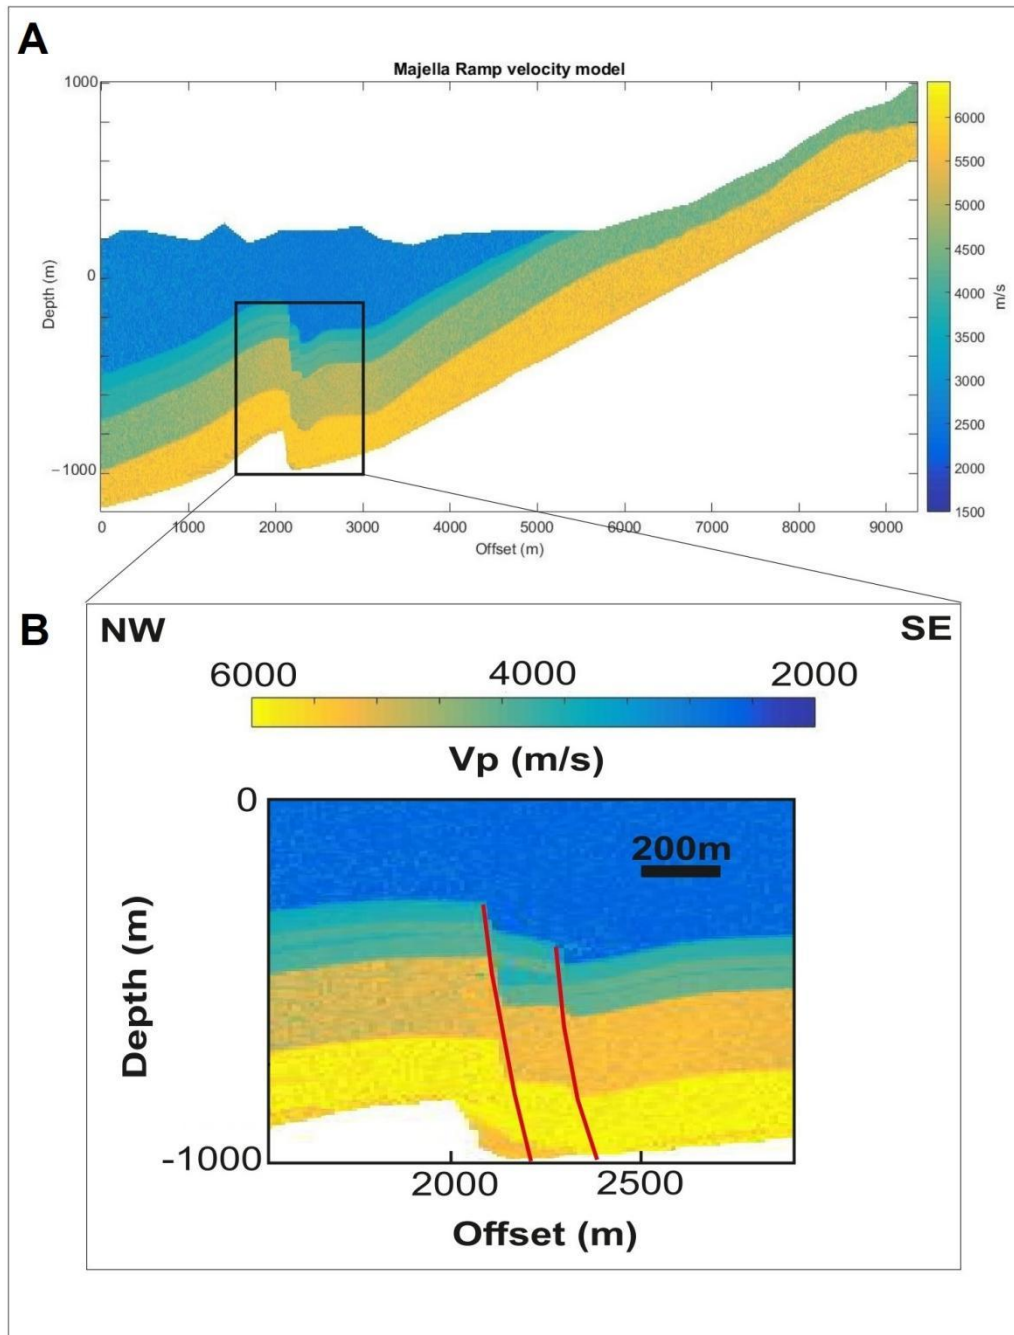 A
Majella Ramp velocity model
1000
0
−1000
Depth (m)
0 1000 2000 3000 4000 5000 6000 7000 8000 9000
Offset (m)
6000
5500
5000
4500
4000
3500
3000
2500
2000
1500
m/s
B
NW SE
6000 4000 2000
Vp (m/s)
0
200m
Depth (m)
-1000
2000 2500
Offset (m)